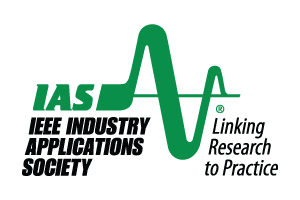 IAS
IEEE INDUSTRY
APPLICATIONS
SOCIETY
®
Linking
Research
to Practice